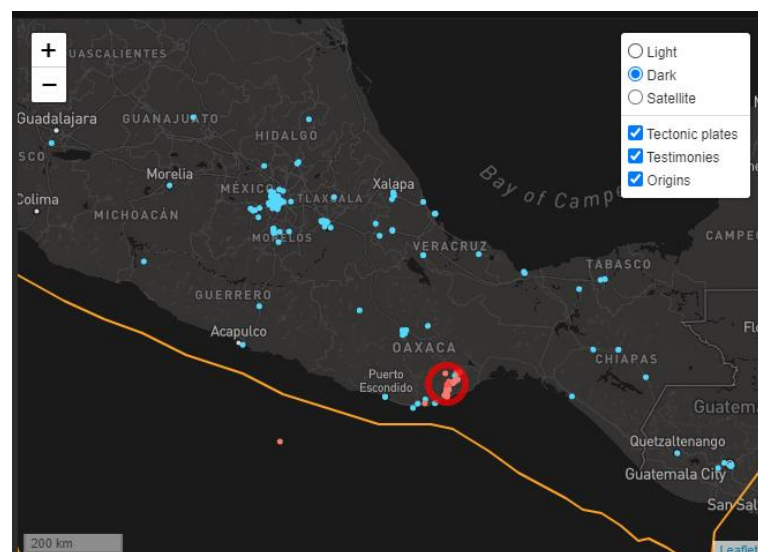 +
−
Light
Dark
Satellite
Tectonic plates
Testimonies
Origins
UASCALIENTES
Guadalajara
GUANAJUATO
SCO
HIDALGO
Morelia
MÉXICO
TLAXCALA
Xalapa
Bay of Campe
Colima
MICHOACÁN
MORELOS
VERACRUZ
CAMPEC
TABASCO
GUERRERO
Acapulco
OAXACA
Flo
CHIAPAS
Puerto
Escondido
Guatema
Quetzaltenango
Guatemala City
San Sal
200 km
Leaflet